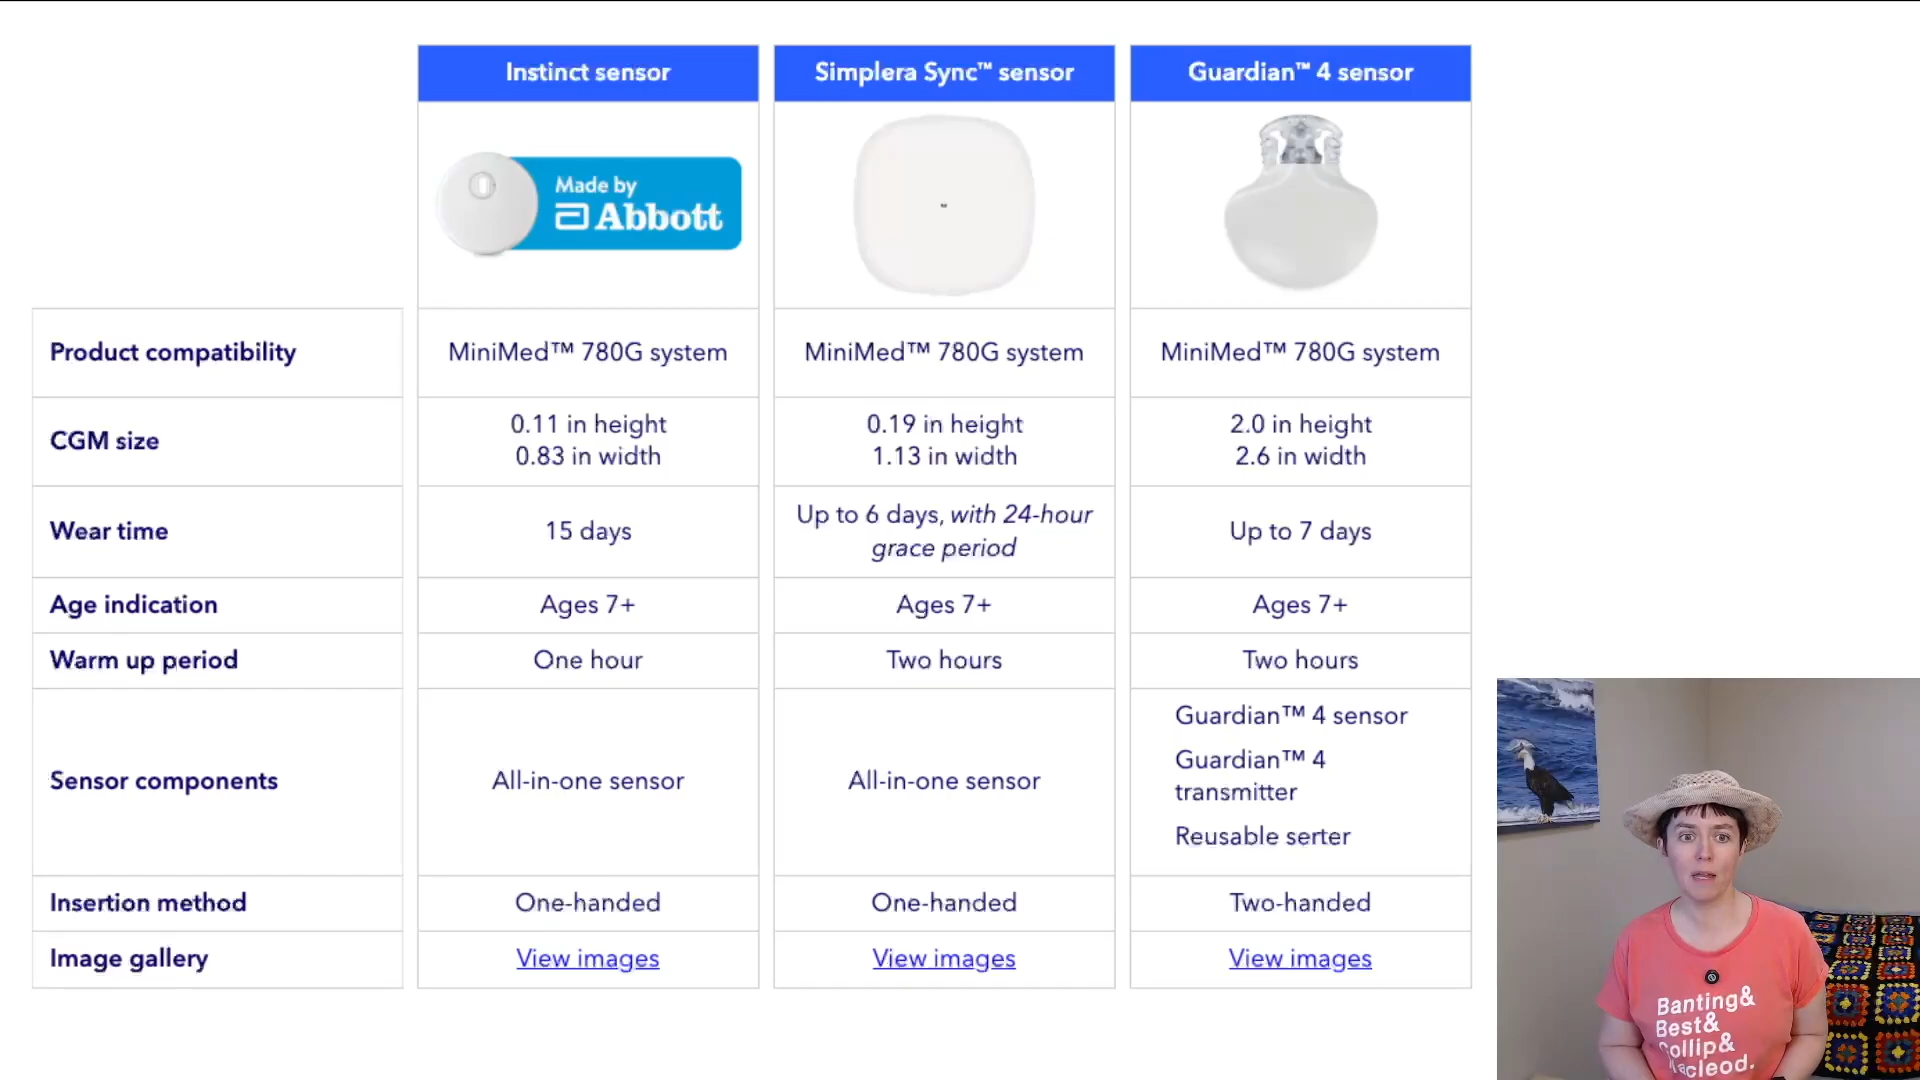 Instinct sensor
Simplera Sync™ sensor
Guardian™ 4 sensor
Made by
Abbott
Product compatibility
MiniMed™ 780G system
MiniMed™ 780G system
MiniMed™ 780G system
CGM size
0.11 in height
0.83 in width
0.19 in height
1.13 in width
2.0 in height
2.6 in width
Wear time
15 days
Up to 6 days, with 24-hour
grace period
Up to 7 days
Age indication
Ages 7+
Ages 7+
Ages 7+
Warm up period
One hour
Two hours
Two hours
Sensor components
All-in-one sensor
All-in-one sensor
Guardian™ 4 sensor
Guardian™ 4
transmitter
Reusable serter
Insertion method
One-handed
One-handed
Two-handed
Image gallery
View images
View images
View images
Banting&
Best&
Collip&
Macleod.